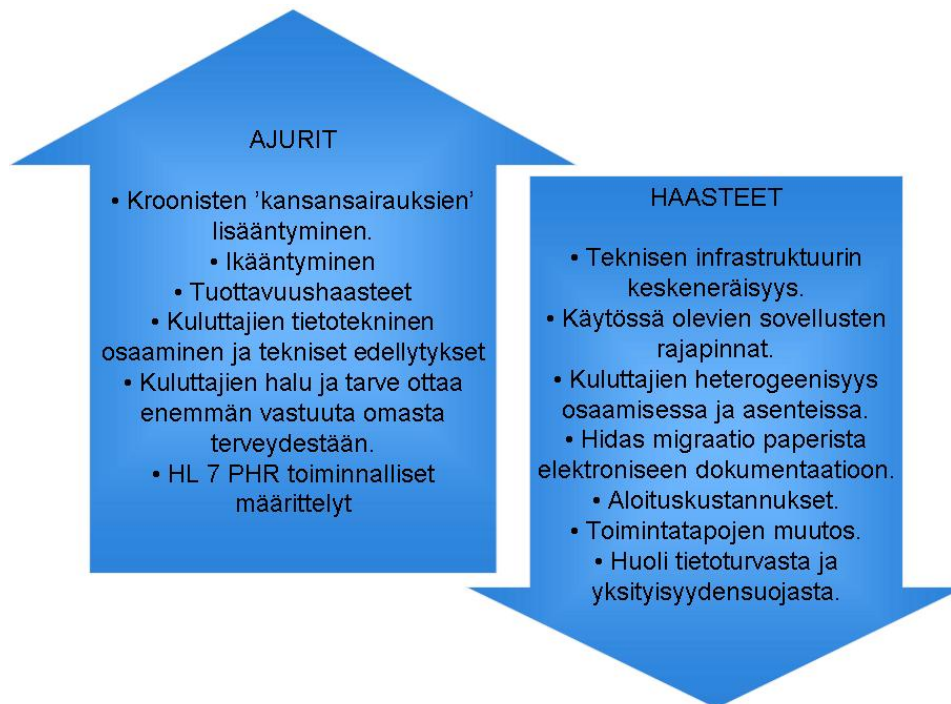 AJURIT
• Kroonisten ’kansansairauksien’
lisääntyminen.
• Ikääntyminen
• Tuottavuushaasteet
• Kuluttajien tietotekninen
osaaminen ja tekniset edellytykset
• Kuluttajien halu ja tarve ottaa
enemmän vastuuta omasta
terveydestään.
• HL 7 PHR toiminnalliset
määrittelyt
HAASTEET
• Teknisen infrastruktuurin
keskeneräisyys.
• Käytössä olevien sovellusten
rajapinnat.
• Kuluttajien heterogeenisyys
osaamisessa ja asenteissa.
• Hidas migraatio paperista
elektroniseen dokumentaatioon.
• Aloituskustannukset.
• Toimintatapojen muutos.
• Huoli tietoturvasta ja
yksityisyydensuojasta.